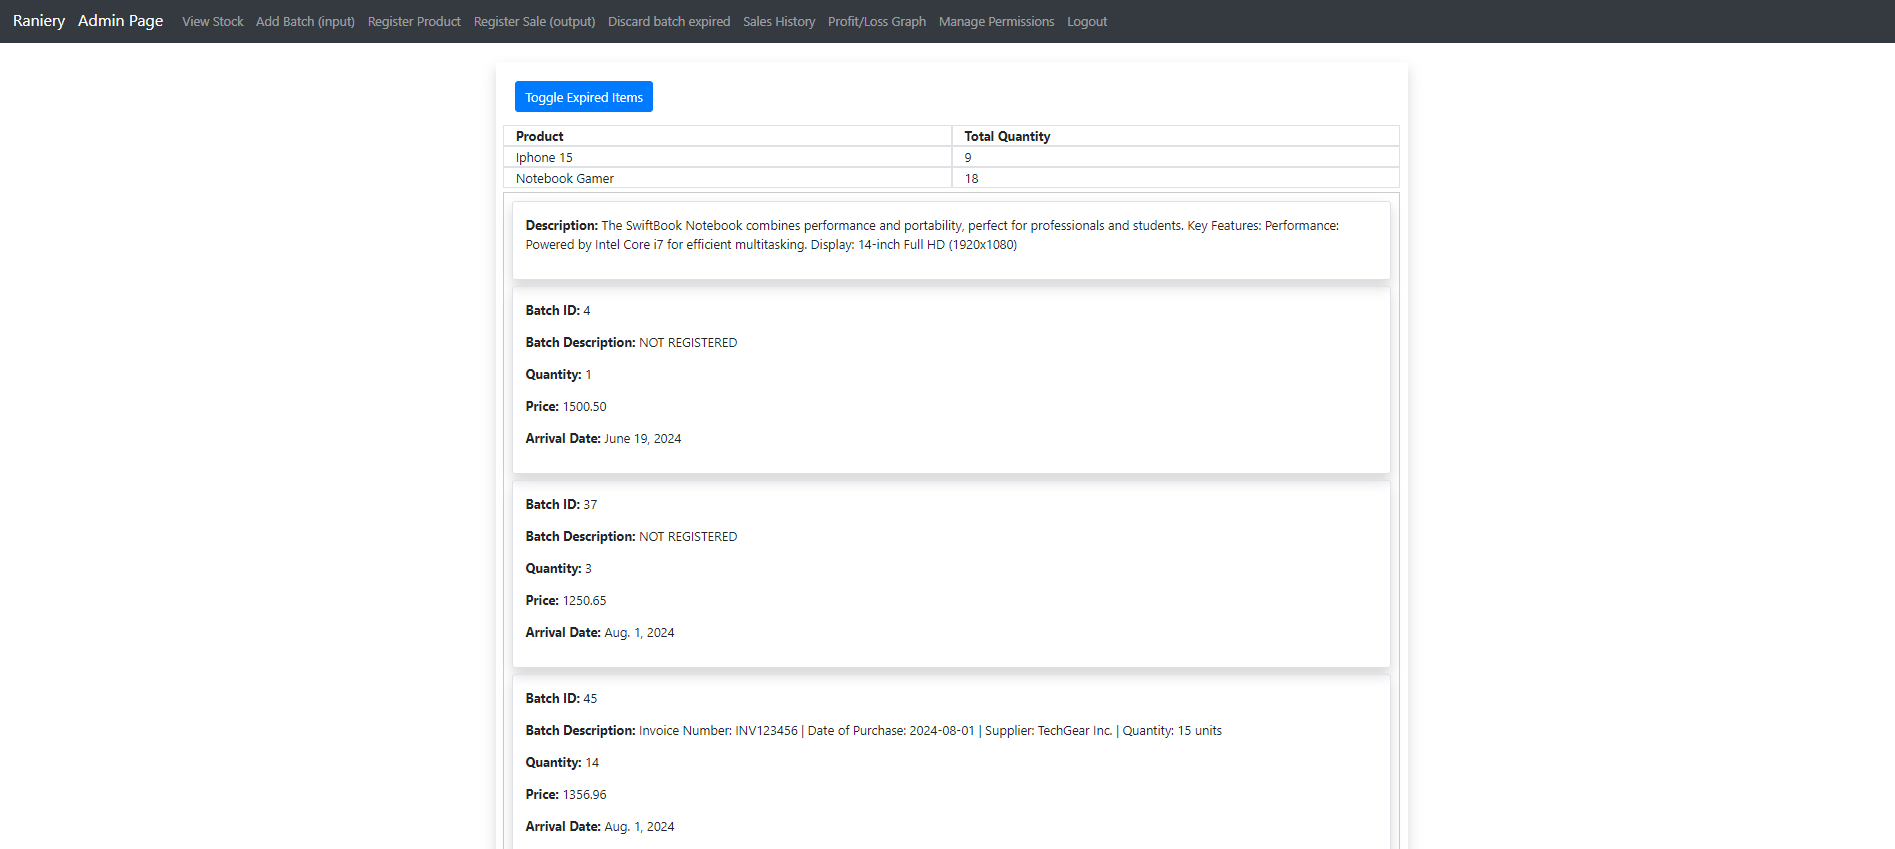 Raniery Admin Page View Stock Add Batch (input) Register Product Register Sale (output) Discard batch expired Sales History Profit/Loss Graph Manage Permissions Logout
Toggle Expired Items
Product Total Quantity
Iphone 15 9
Notebook Gamer 18
Description: The SwiftBook Notebook combines performance and portability, perfect for professionals and students. Key Features: Performance:
Powered by Intel Core i7 for efficient multitasking. Display: 14-inch Full HD (1920x1080)
Batch ID: 4
Batch Description: NOT REGISTERED
Quantity: 1
Price: 1500.50
Arrival Date: June 19, 2024
Batch ID: 37
Batch Description: NOT REGISTERED
Quantity: 3
Price: 1250.65
Arrival Date: Aug. 1, 2024
Batch ID: 45
Batch Description: Invoice Number: INV123456 | Date of Purchase: 2024-08-01 | Supplier: TechGear Inc. | Quantity: 15 units
Quantity: 14
Price: 1356.96
Arrival Date: Aug. 1, 2024